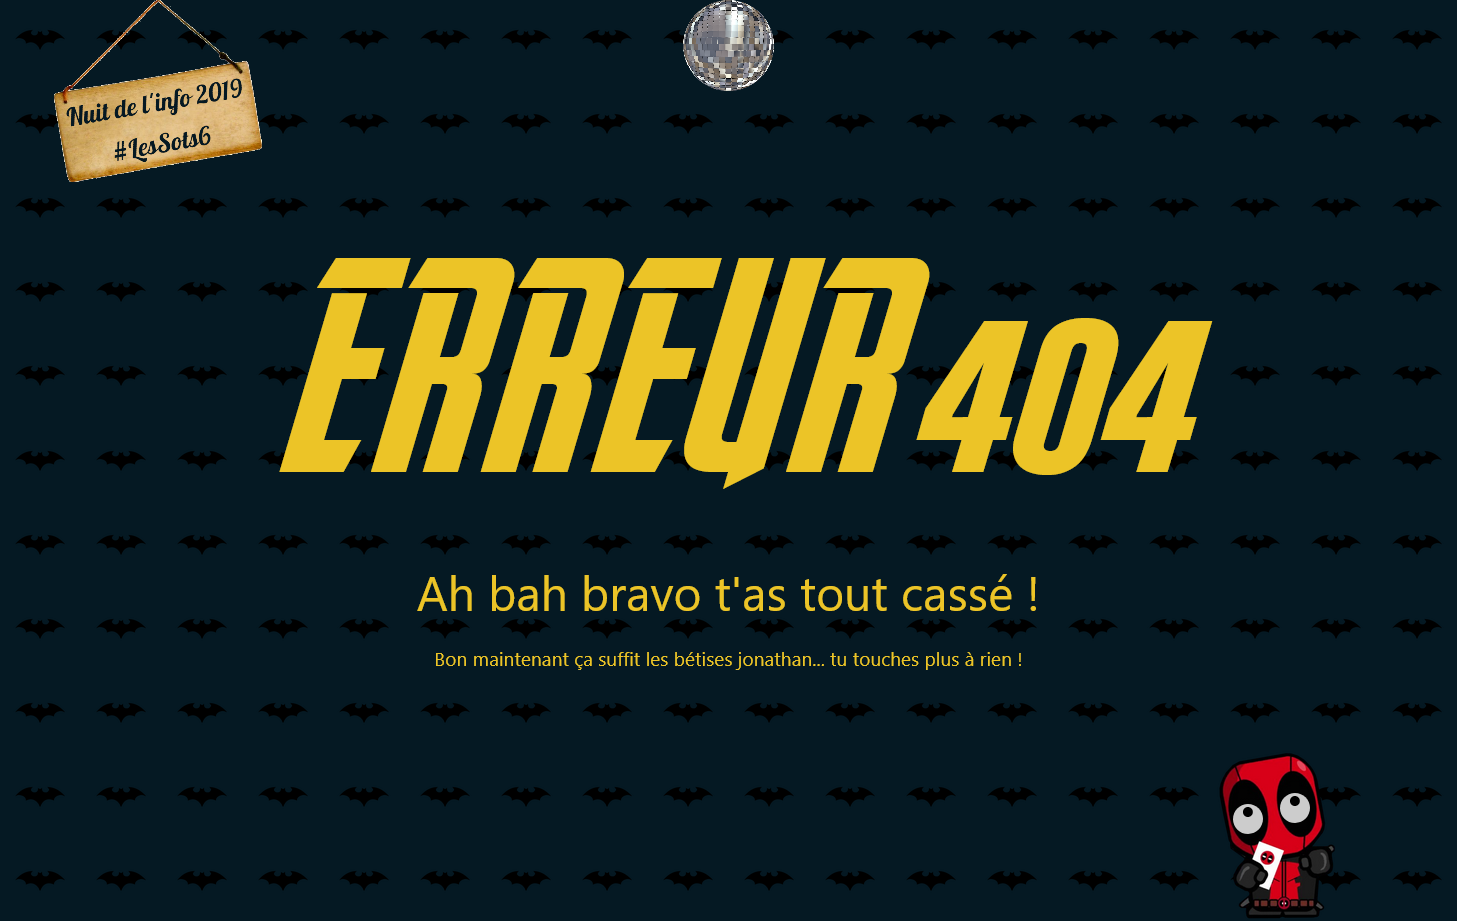 Nuit de l'info 2019
#LesSots6
ERREUR 404
Ah bah bravo t'as tout cassé !
Bon maintenant ça suffit les bétises jonathan... tu touches plus à rien !